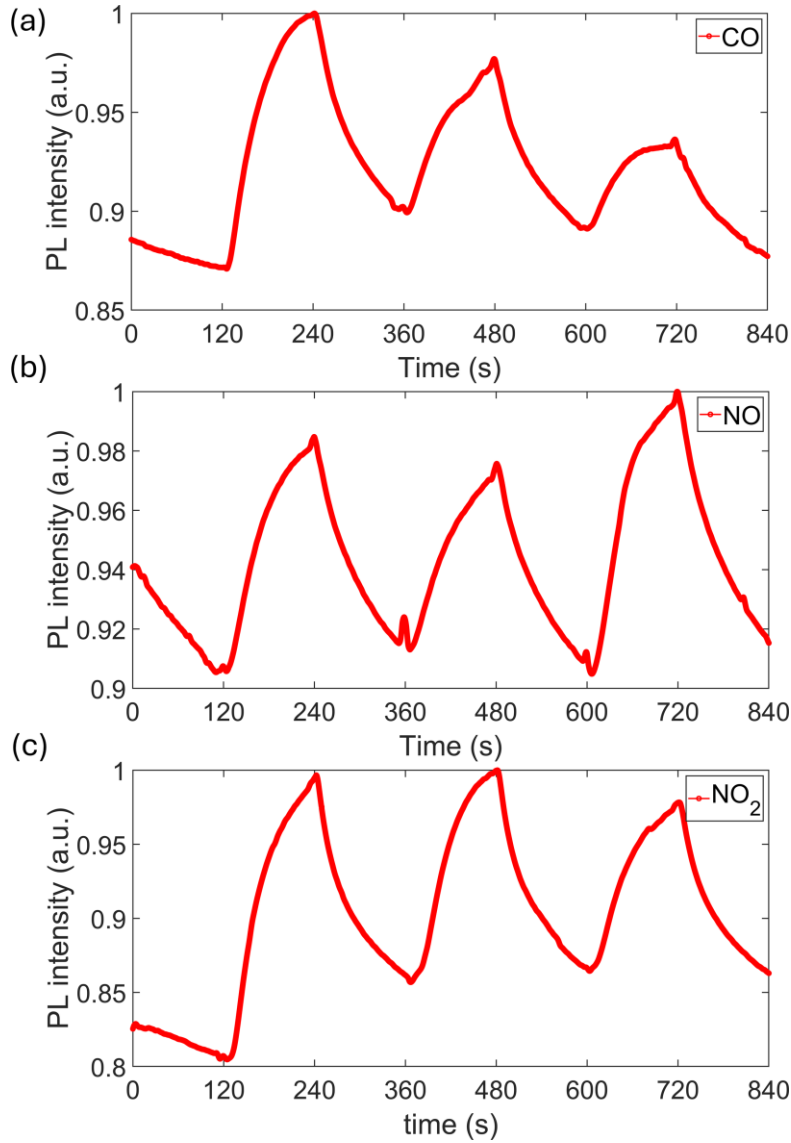 (a)
PL intensity (a.u.)
1
0.95
0.9
0.85
CO
0 120 240 360 480 600 720 840
Time (s)
(b)
PL intensity (a.u.)
1
0.98
0.96
0.94
0.92
0.9
NO
0 120 240 360 480 600 720 840
Time (s)
(c)
PL intensity (a.u.)
1
0.95
0.9
0.85
0.8
NO₂
0 120 240 360 480 600 720 840
time (s)